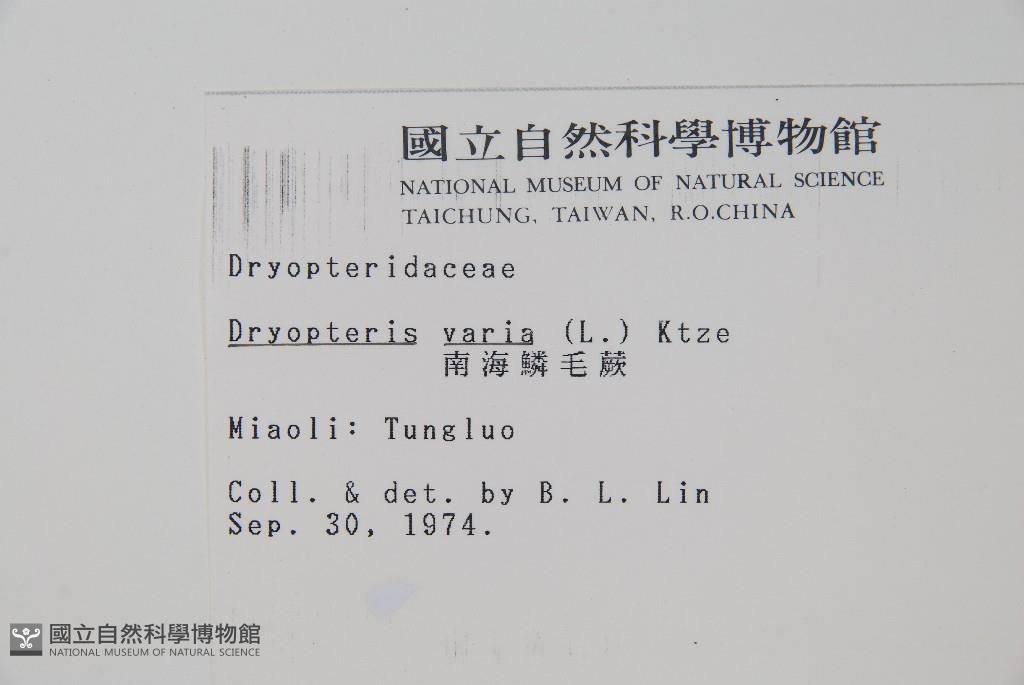 國立自然科學博物館
NATIONAL MUSEUM OF NATURAL SCIENCE
TAICHUNG, TAIWAN, R.O.CHINA
Dryopteridaceae
Dryopteris varia (L.) Ktze
南海鱗毛蕨
Miaoli: Tungluo
Coll. & det. by B. L. Lin
Sep. 30, 1974.
國立自然科學博物館
NATIONAL MUSEUM OF NATURAL SCIENCE